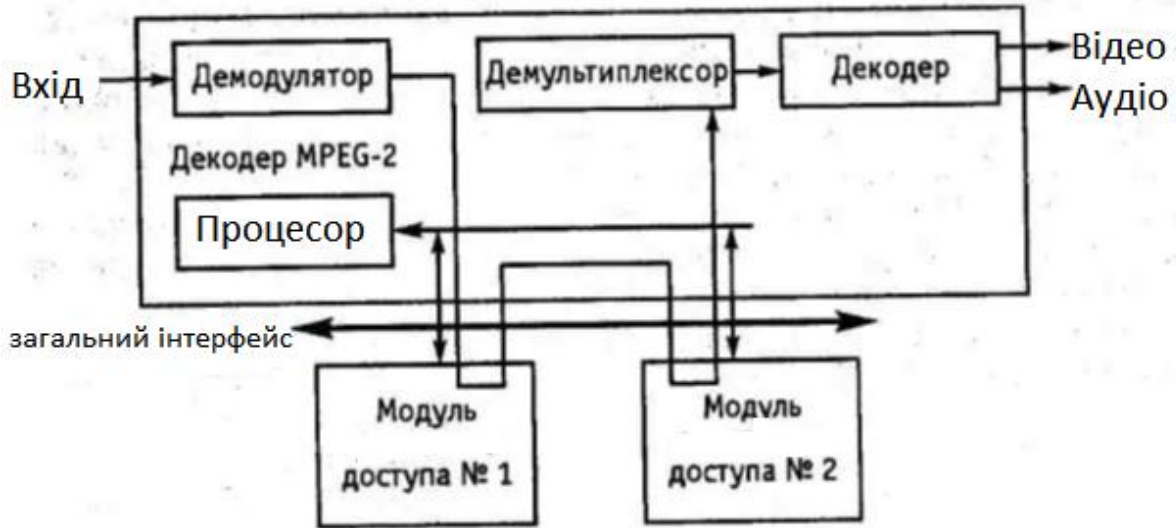 Вхід
Демодулятор
Демультиплексор
Декодер
Відео
Аудіо
Декодер MPEG-2
Процесор
загальний інтерфейс
Модуль
доступа № 1
Модуль
доступа № 2